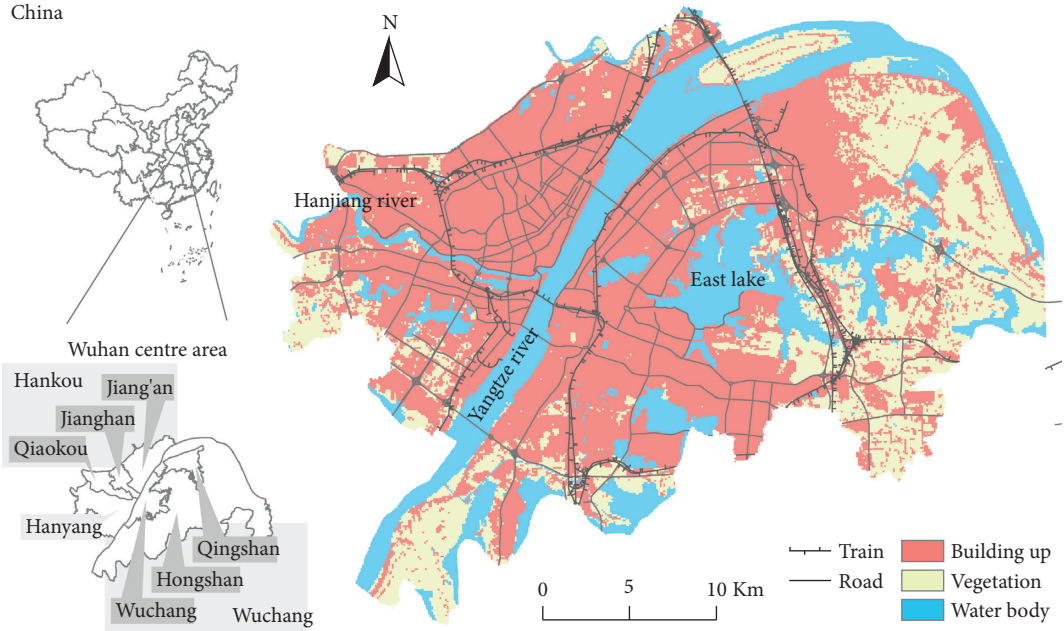 China
N
Hanjiang river
East lake
Yangtze river
Wuhan centre area
Hankou
Jiang'an
Jianghan
Qiaokou
Hanyang
Qingshan
Hongshan
Wuchang
Wuchang
0 5 10 Km
Train
Road
Building up
Vegetation
Water body